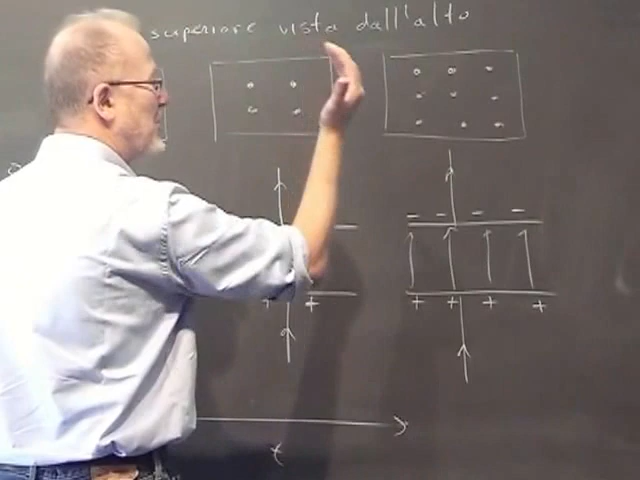 superiore vista dall'alto
- - - -
+ +
+ + + +
t